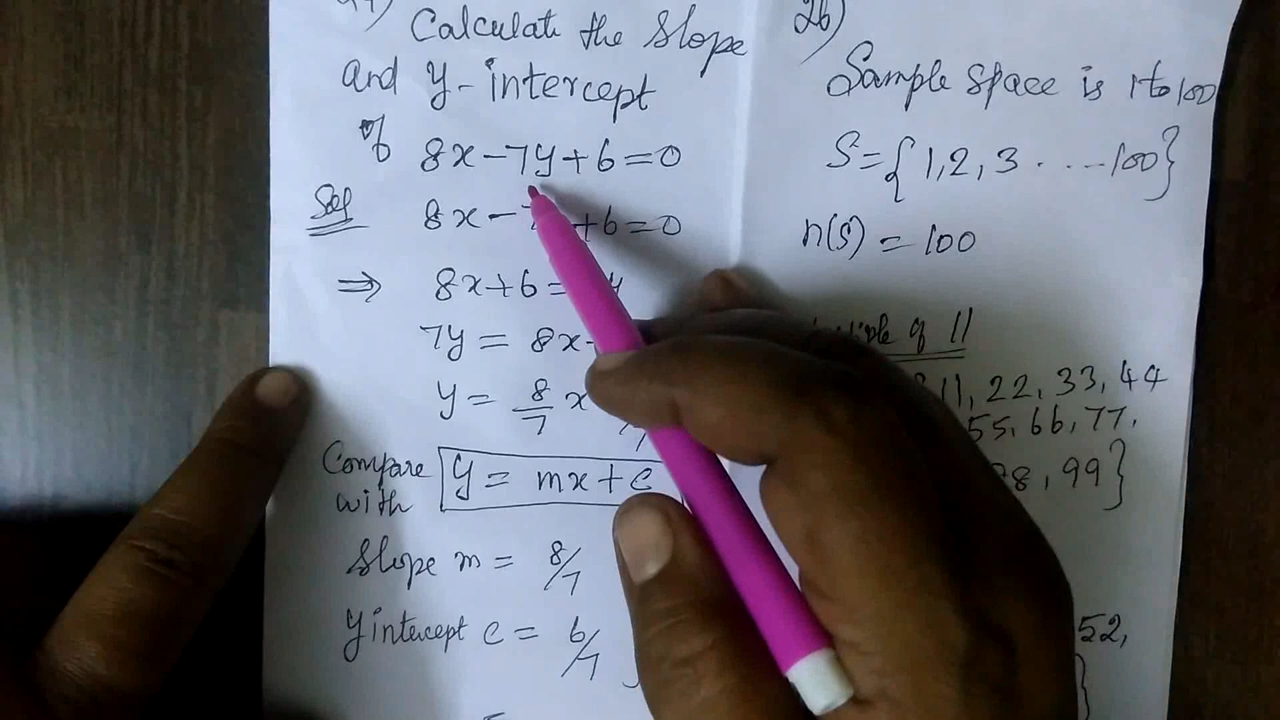 Calculate the slope
and y-intercept
of 8x-7y+6=0
Sol 8x- +6=0
⇒ 8x+6=
7y = 8x
y = 8/7 x
Compare y = mx+c
with
Slope m = 8/7
y intercept c = 6/7
26)
Sample space is 1 to 100
S={1,2,3 . ... 100}
n(s) = 100
of 11
11, 22, 33, 44
55, 66, 77,
, 99}
52,
}